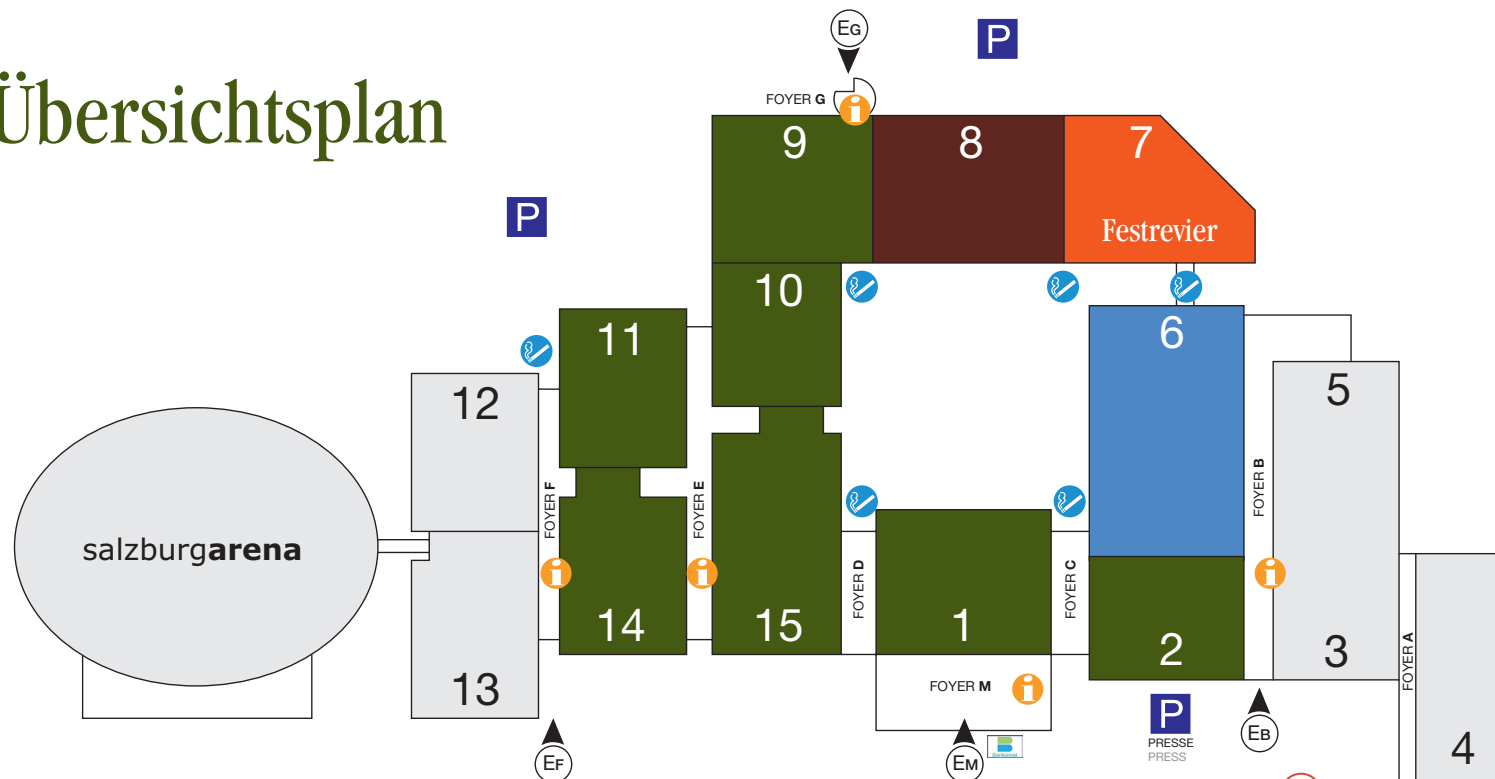 Übersichtsplan
EG
P
FOYER G
9
8
7
Festrevier
P
10
11
6
12
5
salzburgarena
FOYER F
FOYER E
FOYER B
FOYER D
FOYER C
14
15
1
2
3
FOYER A
13
FOYER M
P
PRESSE
PRESS
EF
EM
EB
4